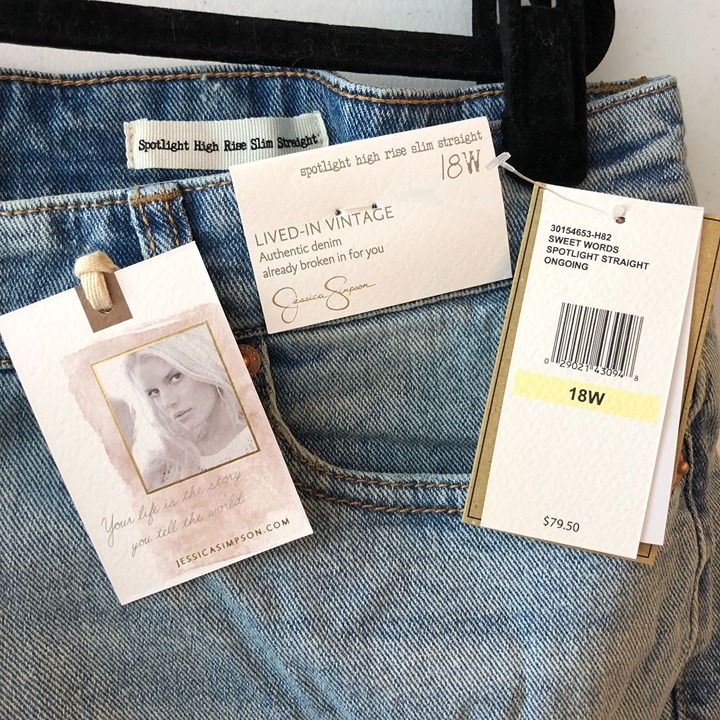 Spotlight High Rise Slim Straight
spotlight high rise slim straight
18W
LIVED-IN VINTAGE
Authentic denim
already broken in for you
Jessica Simpson
Your life is the story
you tell the world
JESSICASIMPSON.COM
30154653-H82
SWEET WORDS
SPOTLIGHT STRAIGHT
ONGOING
0 29021 43094 8
18W
$79.50